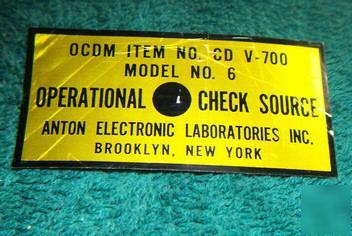 OCDM ITEM NO. CD V-700
MODEL NO. 6
OPERATIONAL CHECK SOURCE
ANTON ELECTRONIC LABORATORIES INC.
BROOKLYN, NEW YORK